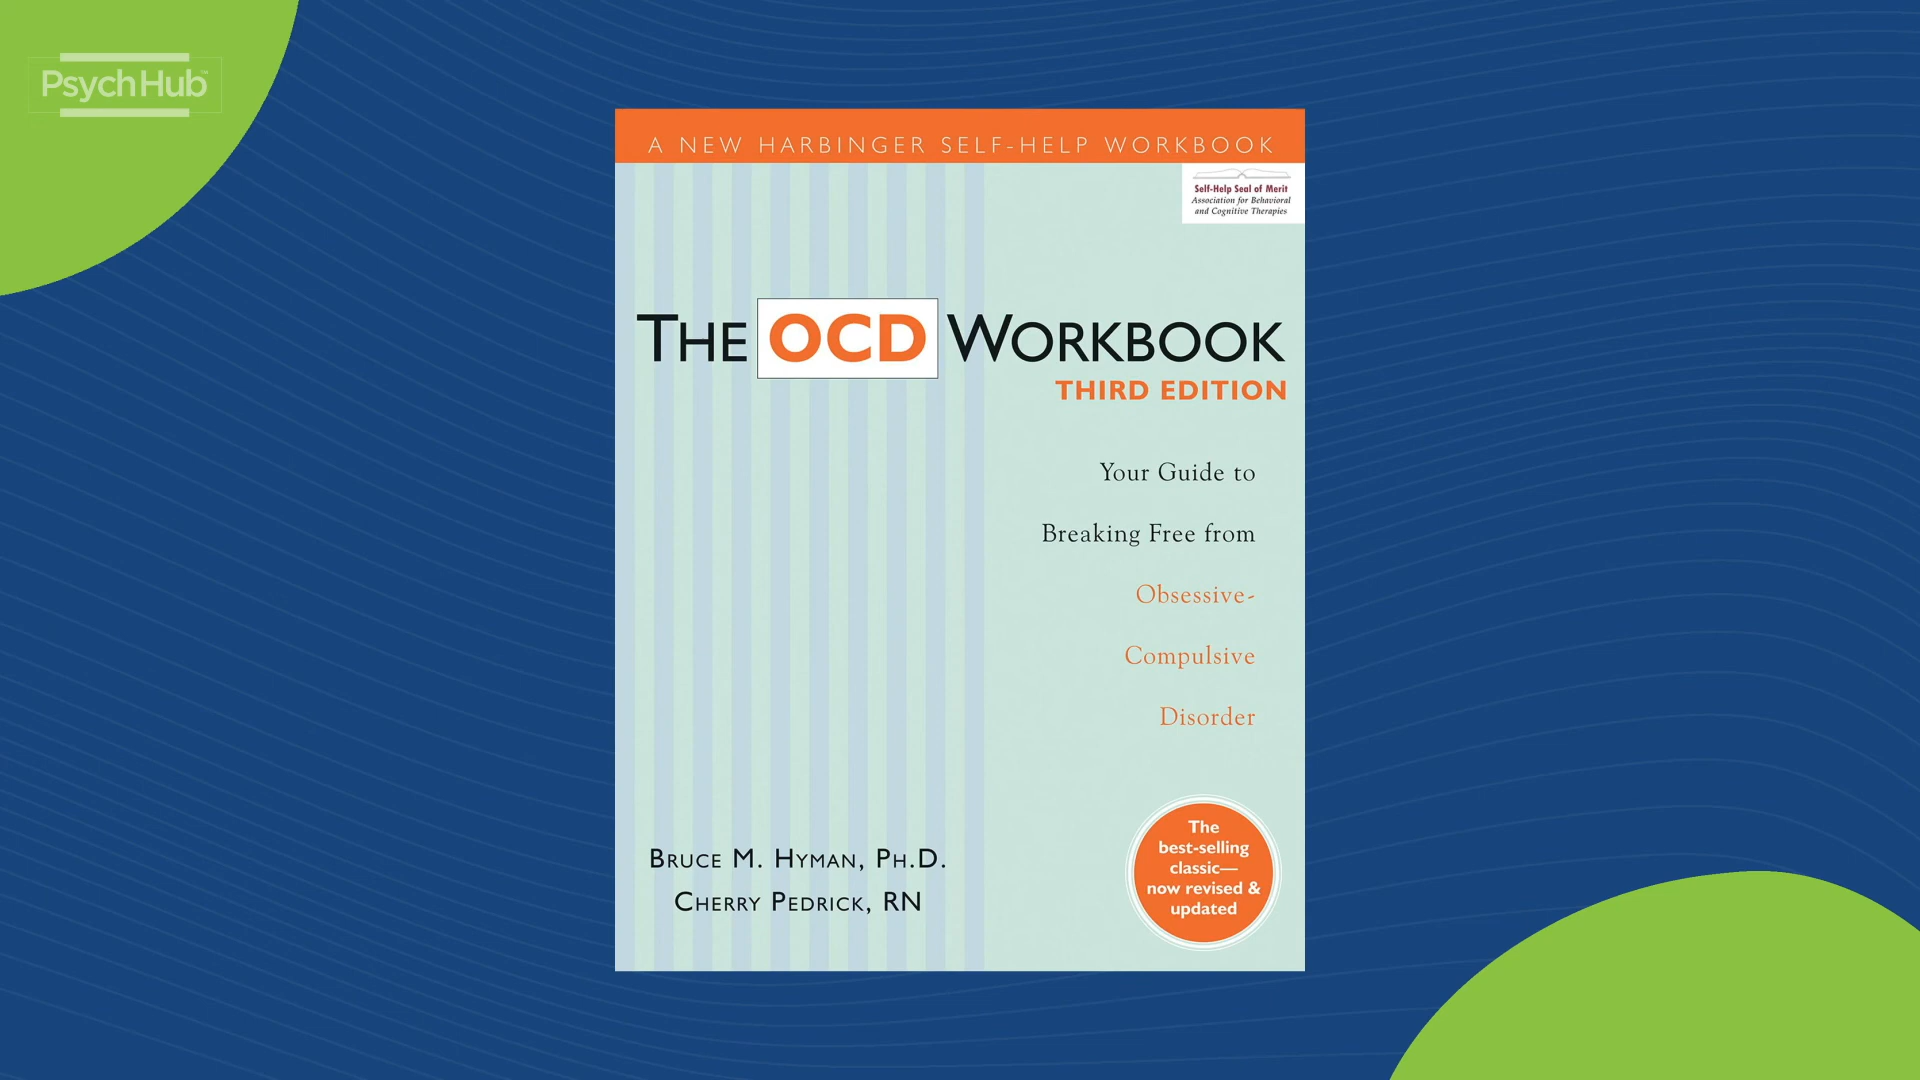 PsychHub™
A NEW HARBINGER SELF-HELP WORKBOOK
Self-Help Seal of Merit
Association for Behavioral
and Cognitive Therapies
THE OCD WORKBOOK
THIRD EDITION
Your Guide to
Breaking Free from
Obsessive-
Compulsive
Disorder
The
best-selling
classic—
now revised &
updated
BRUCE M. HYMAN, PH.D.
CHERRY PEDRICK, RN